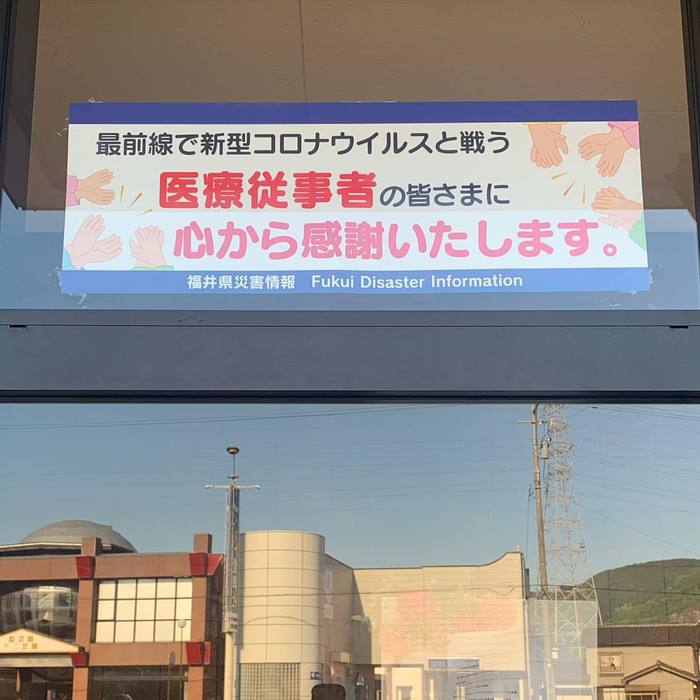 最前線で新型コロナウイルスと戦う
医療従事者の皆さまに
心から感謝いたします。
福井県災害情報 Fukui Disaster Information